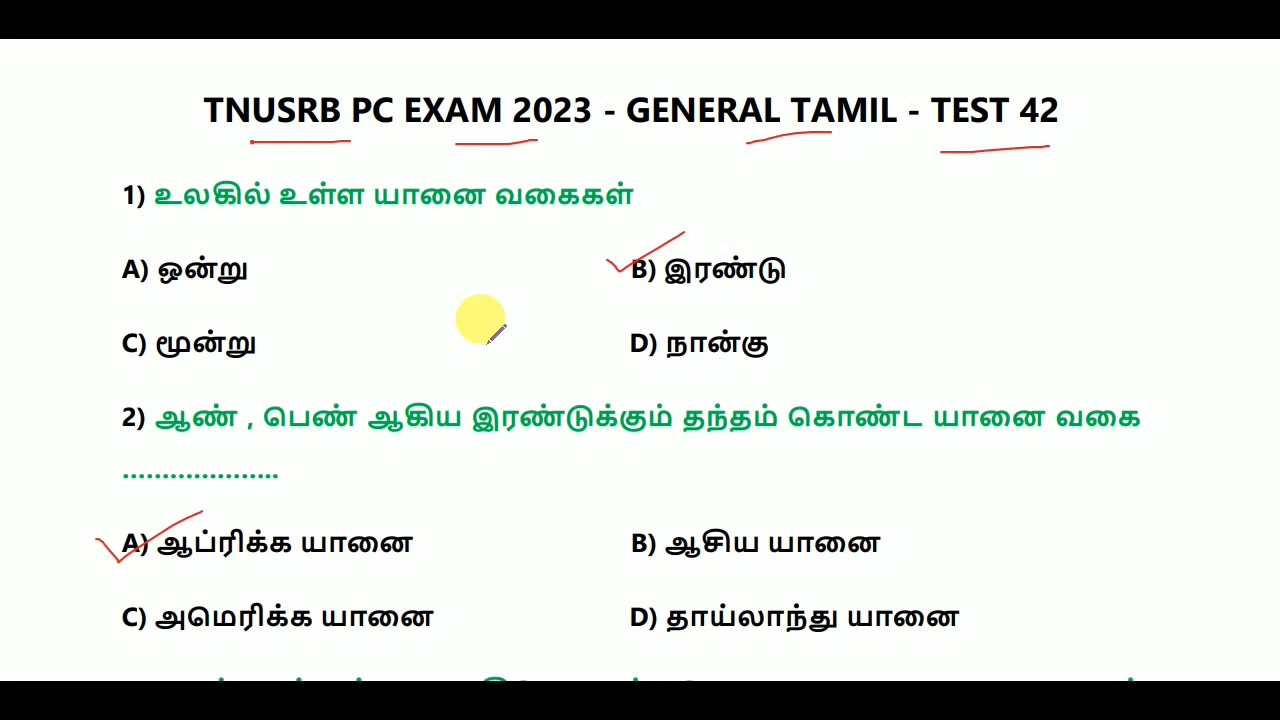 TNUSRB PC EXAM 2023 - GENERAL TAMIL - TEST 42
1) உலகில் உள்ள யானை வகைகள்
A) ஒன்று B) இரண்டு
C) மூன்று D) நான்கு
2) ஆண் , பெண் ஆகிய இரண்டுக்கும் தந்தம் கொண்ட யானை வகை
....................
A) ஆப்ரிக்க யானை B) ஆசிய யானை
C) அமெரிக்க யானை D) தாய்லாந்து யானை